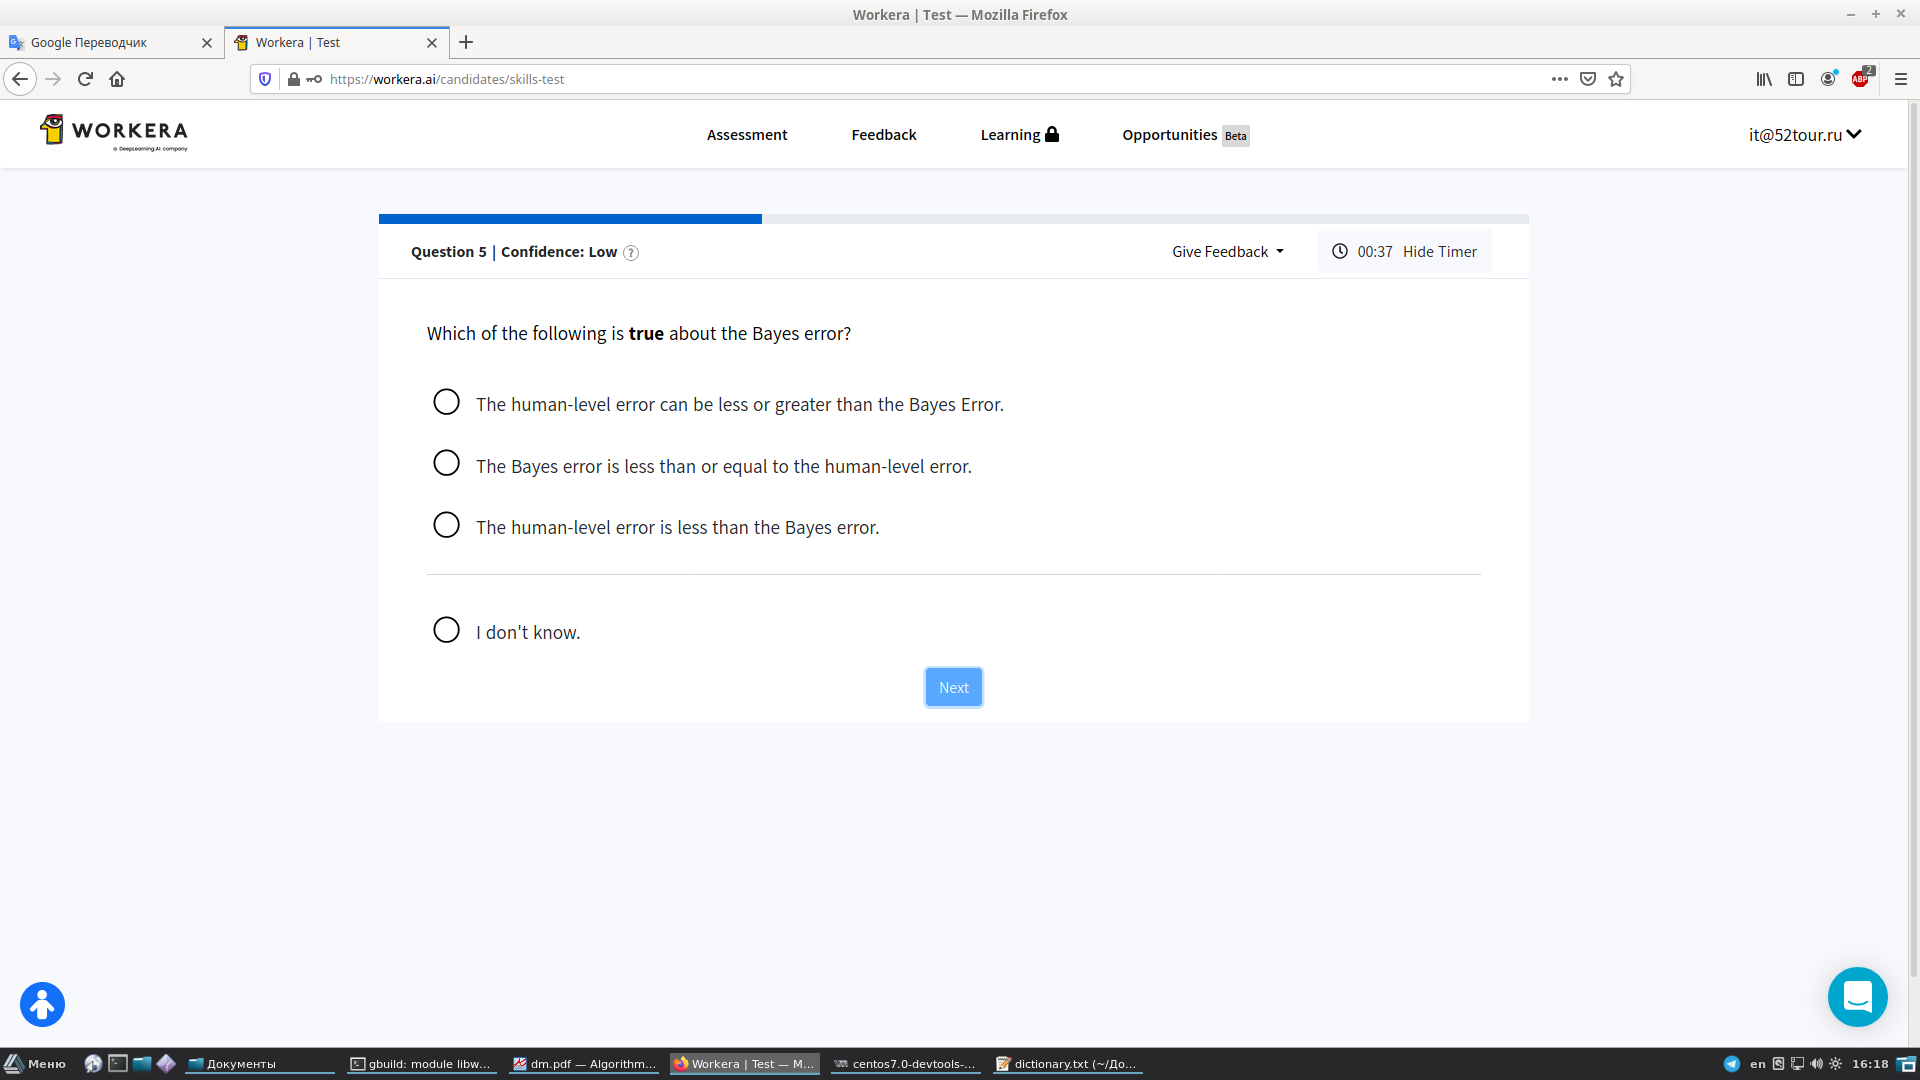 Workera | Test — Mozilla Firefox
Google Переводчик
Workera | Test
https://workera.ai/candidates/skills-test
ABP
2
WORKERA
a DeepLearning.AI company
Assessment
Feedback
Learning
Opportunities Beta
it@52tour.ru
Question 5 | Confidence: Low ?
Give Feedback
00:37 Hide Timer
Which of the following is true about the Bayes error?
The human-level error can be less or greater than the Bayes Error.
The Bayes error is less than or equal to the human-level error.
The human-level error is less than the Bayes error.
I don't know.
Next
Меню
Документы
gbuild: module libw...
dm.pdf — Algorithm...
Workera | Test — M...
centos7.0-devtools-...
dictionary.txt (~/До...
en
16:18